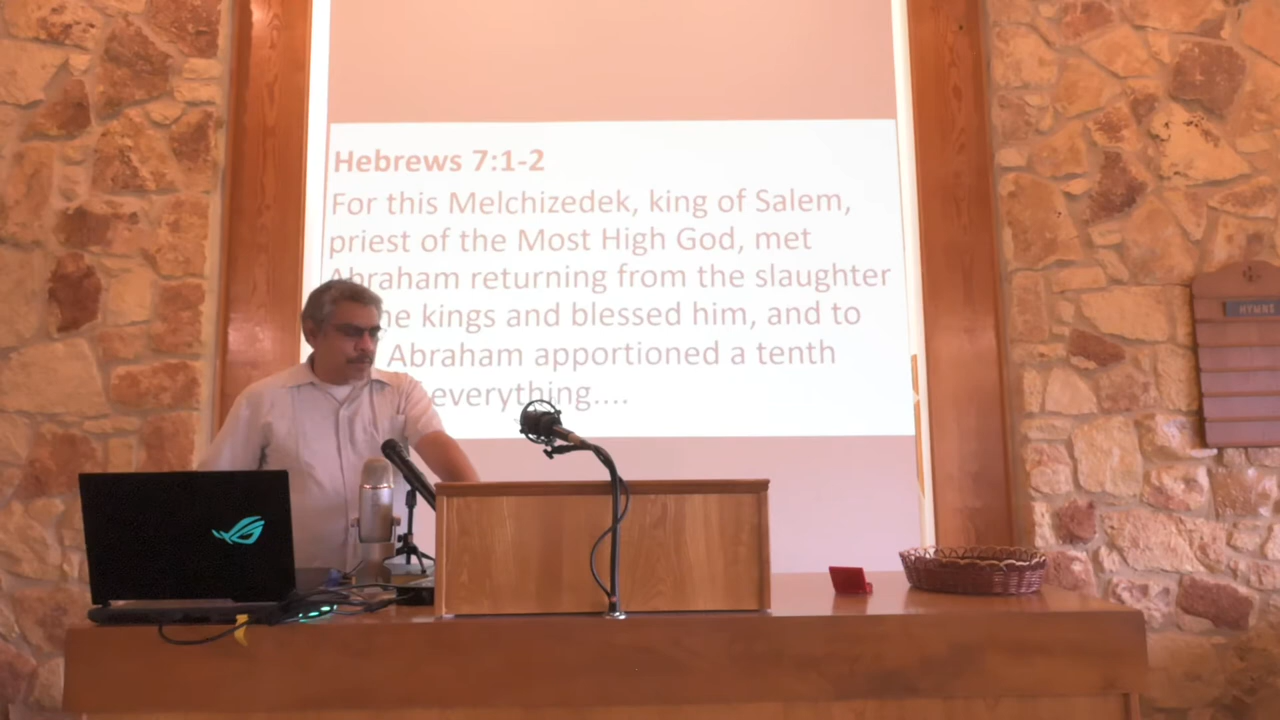 Hebrews 7:1-2
For this Melchizedek, king of Salem,
priest of the Most High God, met
Abraham returning from the slaughter
kings and blessed him, and to
Abraham apportioned a tenth
everything....
HYMNS